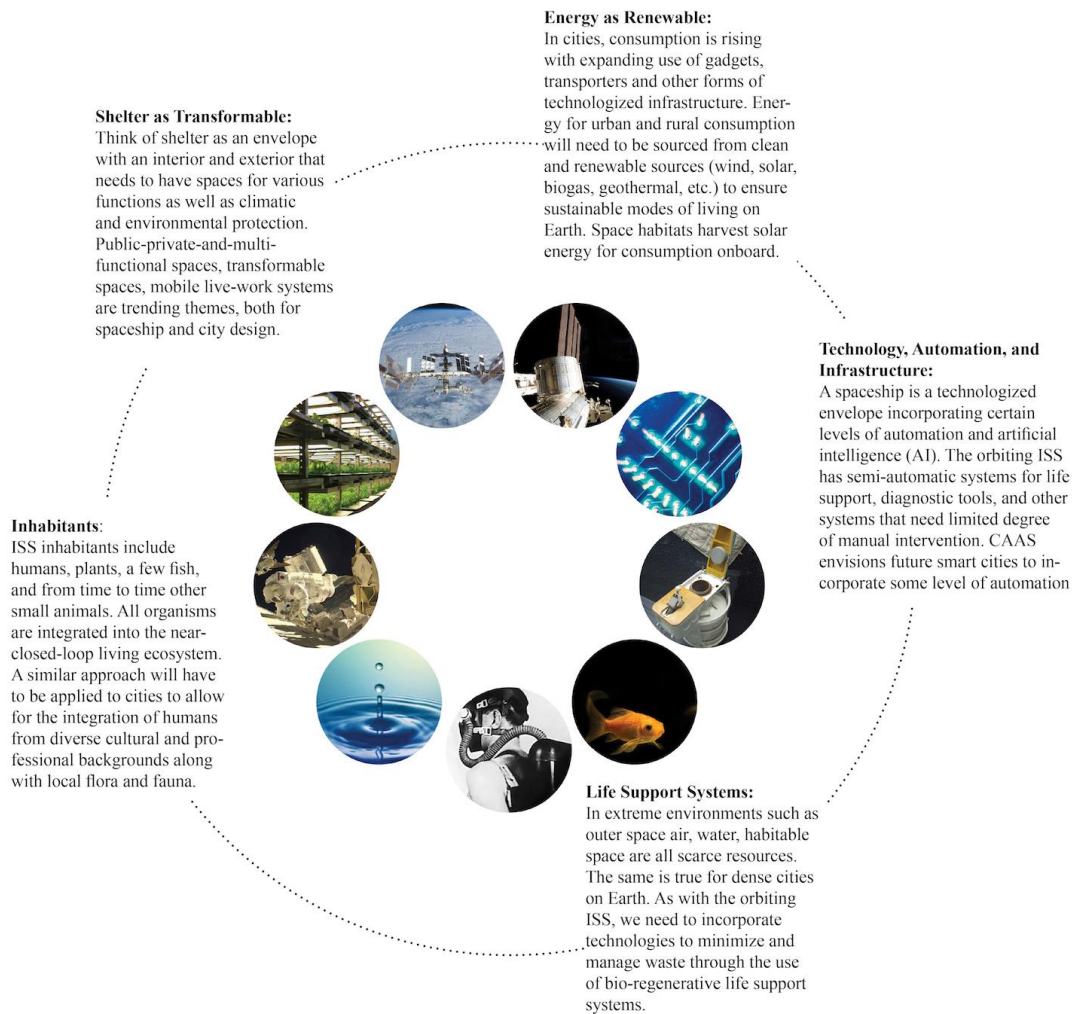 Energy as Renewable:
In cities, consumption is rising
with expanding use of gadgets,
transporters and other forms of
technologized infrastructure. Ener-
gy for urban and rural consumption
will need to be sourced from clean
and renewable sources (wind, solar,
biogas, geothermal, etc.) to ensure
sustainable modes of living on
Earth. Space habitats harvest solar
energy for consumption onboard.
Shelter as Transformable:
Think of shelter as an envelope
with an interior and exterior that
needs to have spaces for various
functions as well as climatic
and environmental protection.
Public-private-and-multi-
functional spaces, transformable
spaces, mobile live-work systems
are trending themes, both for
spaceship and city design.
Technology, Automation, and
Infrastructure:
A spaceship is a technologized
envelope incorporating certain
levels of automation and artificial
intelligence (AI). The orbiting ISS
has semi-automatic systems for life
support, diagnostic tools, and other
systems that need limited degree
of manual intervention. CAAS
envisions future smart cities to in-
corporate some level of automation
Inhabitants:
ISS inhabitants include
humans, plants, a few fish,
and from time to time other
small animals. All organisms
are integrated into the near-
closed-loop living ecosystem.
A similar approach will have
to be applied to cities to allow
for the integration of humans
from diverse cultural and pro-
fessional backgrounds along
with local flora and fauna.
Life Support Systems:
In extreme environments such as
outer space air, water, habitable
space are all scarce resources.
The same is true for dense cities
on Earth. As with the orbiting
ISS, we need to incorporate
technologies to minimize and
manage waste through the use
of bio-regenerative life support
systems.